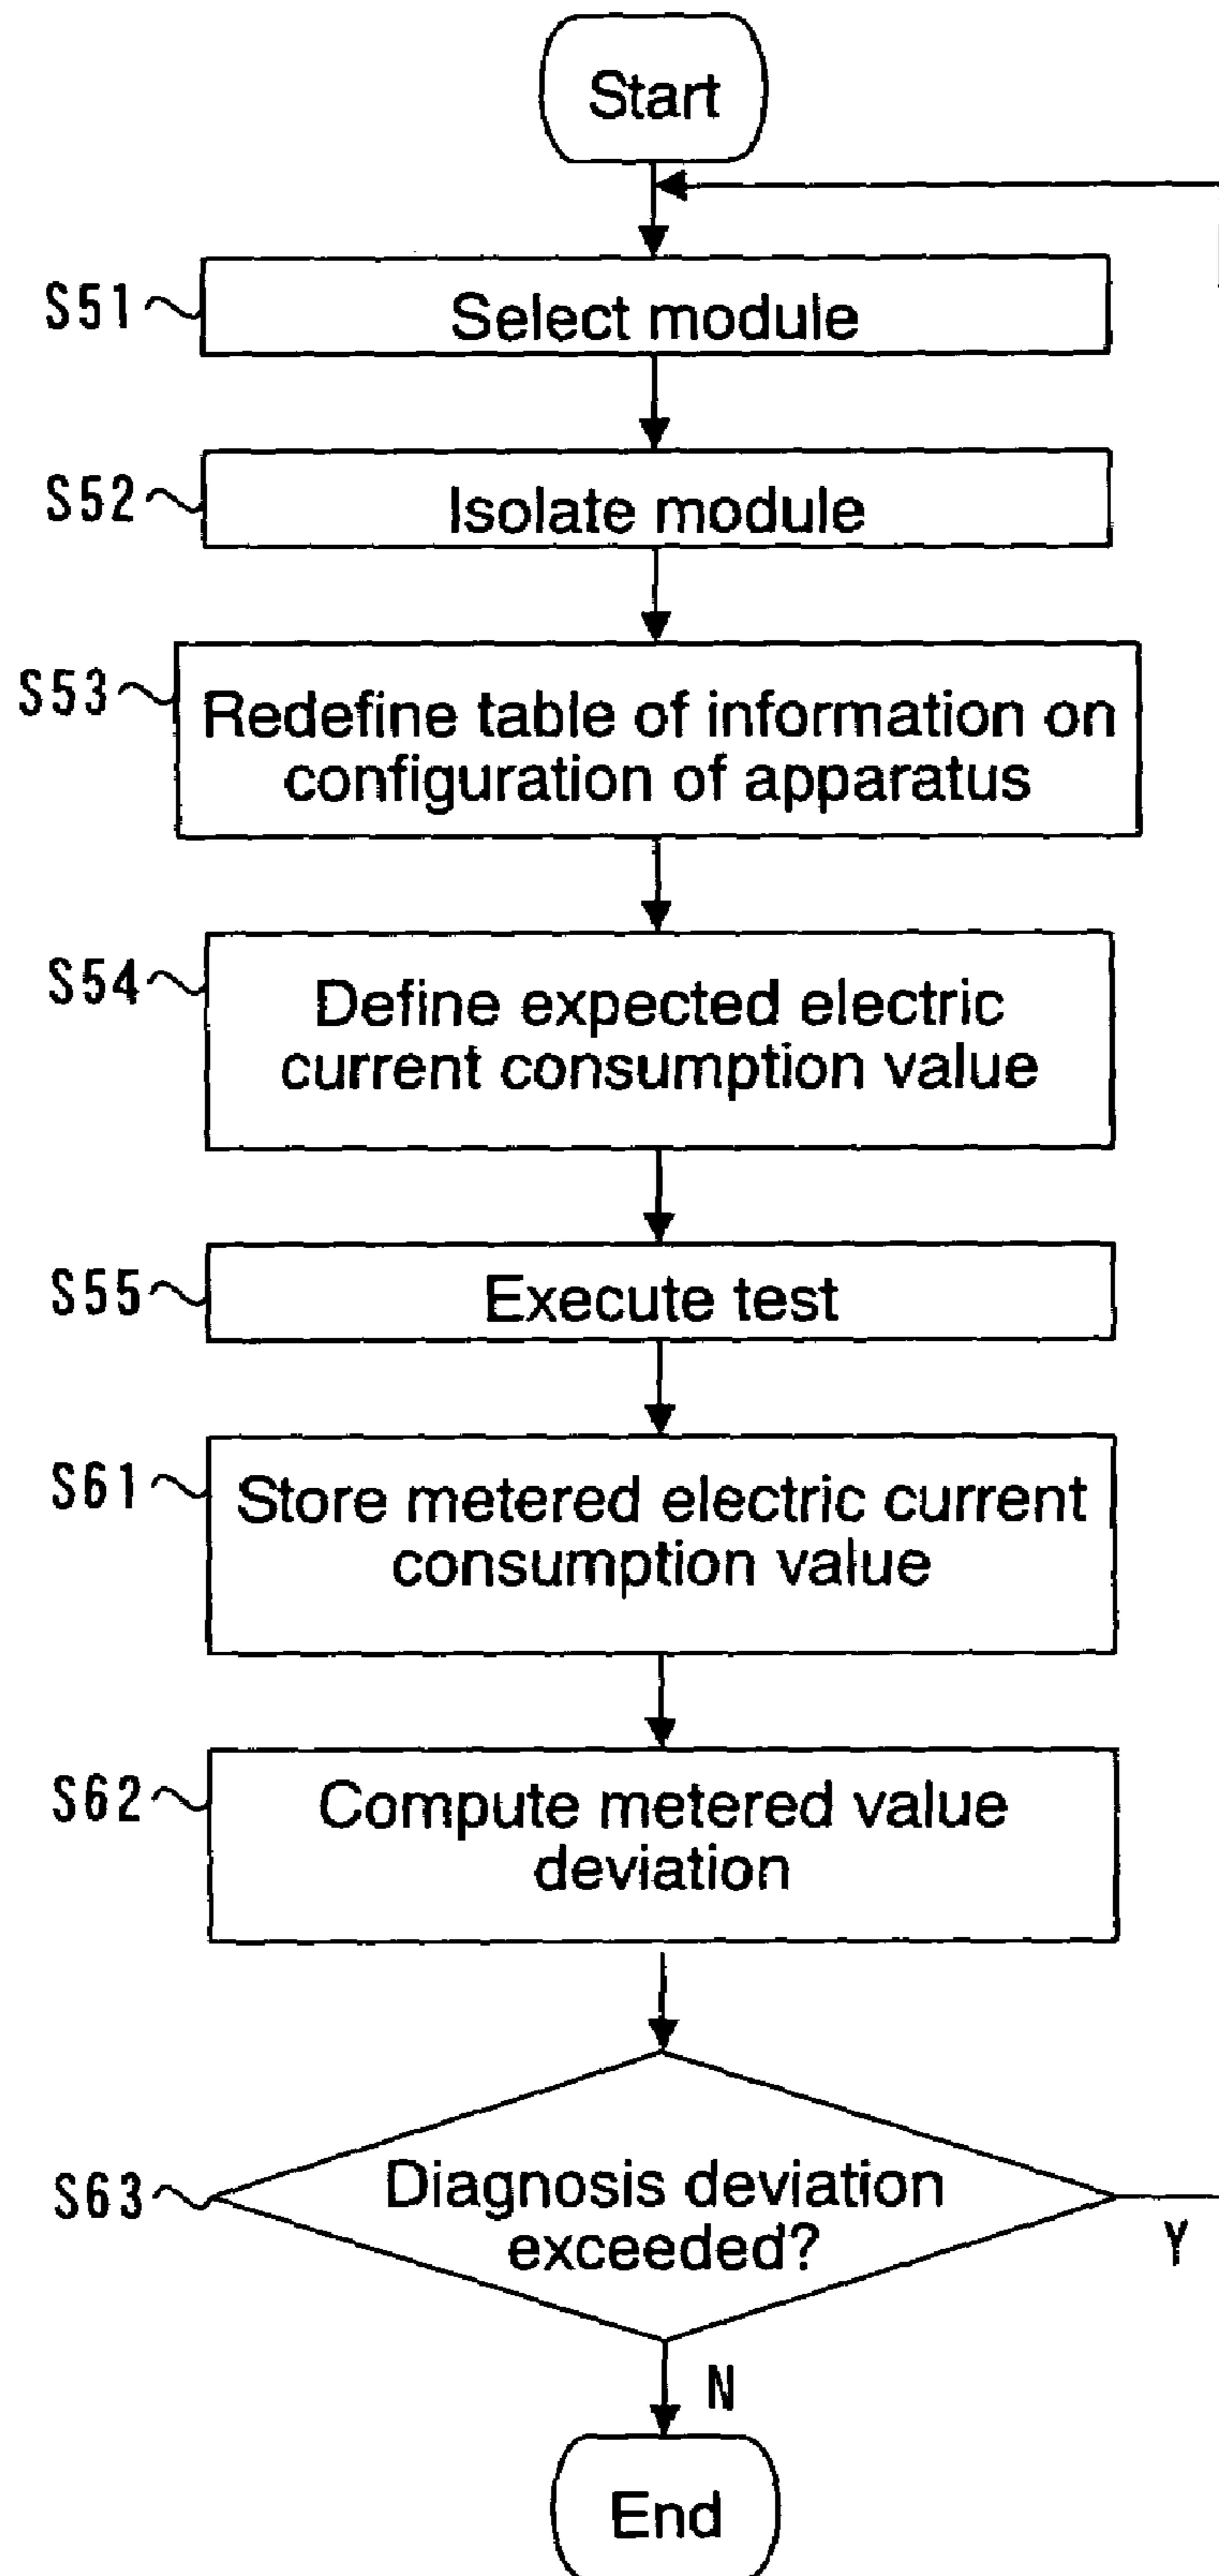 Start
S51
Select module
S52
Isolate module
S53
Redefine table of information on
configuration of apparatus
S54
Define expected electric
current consumption value
S55
Execute test
S61
Store metered electric current
consumption value
S62
Compute metered value
deviation
S63
Diagnosis deviation
exceeded?
Y
N
End